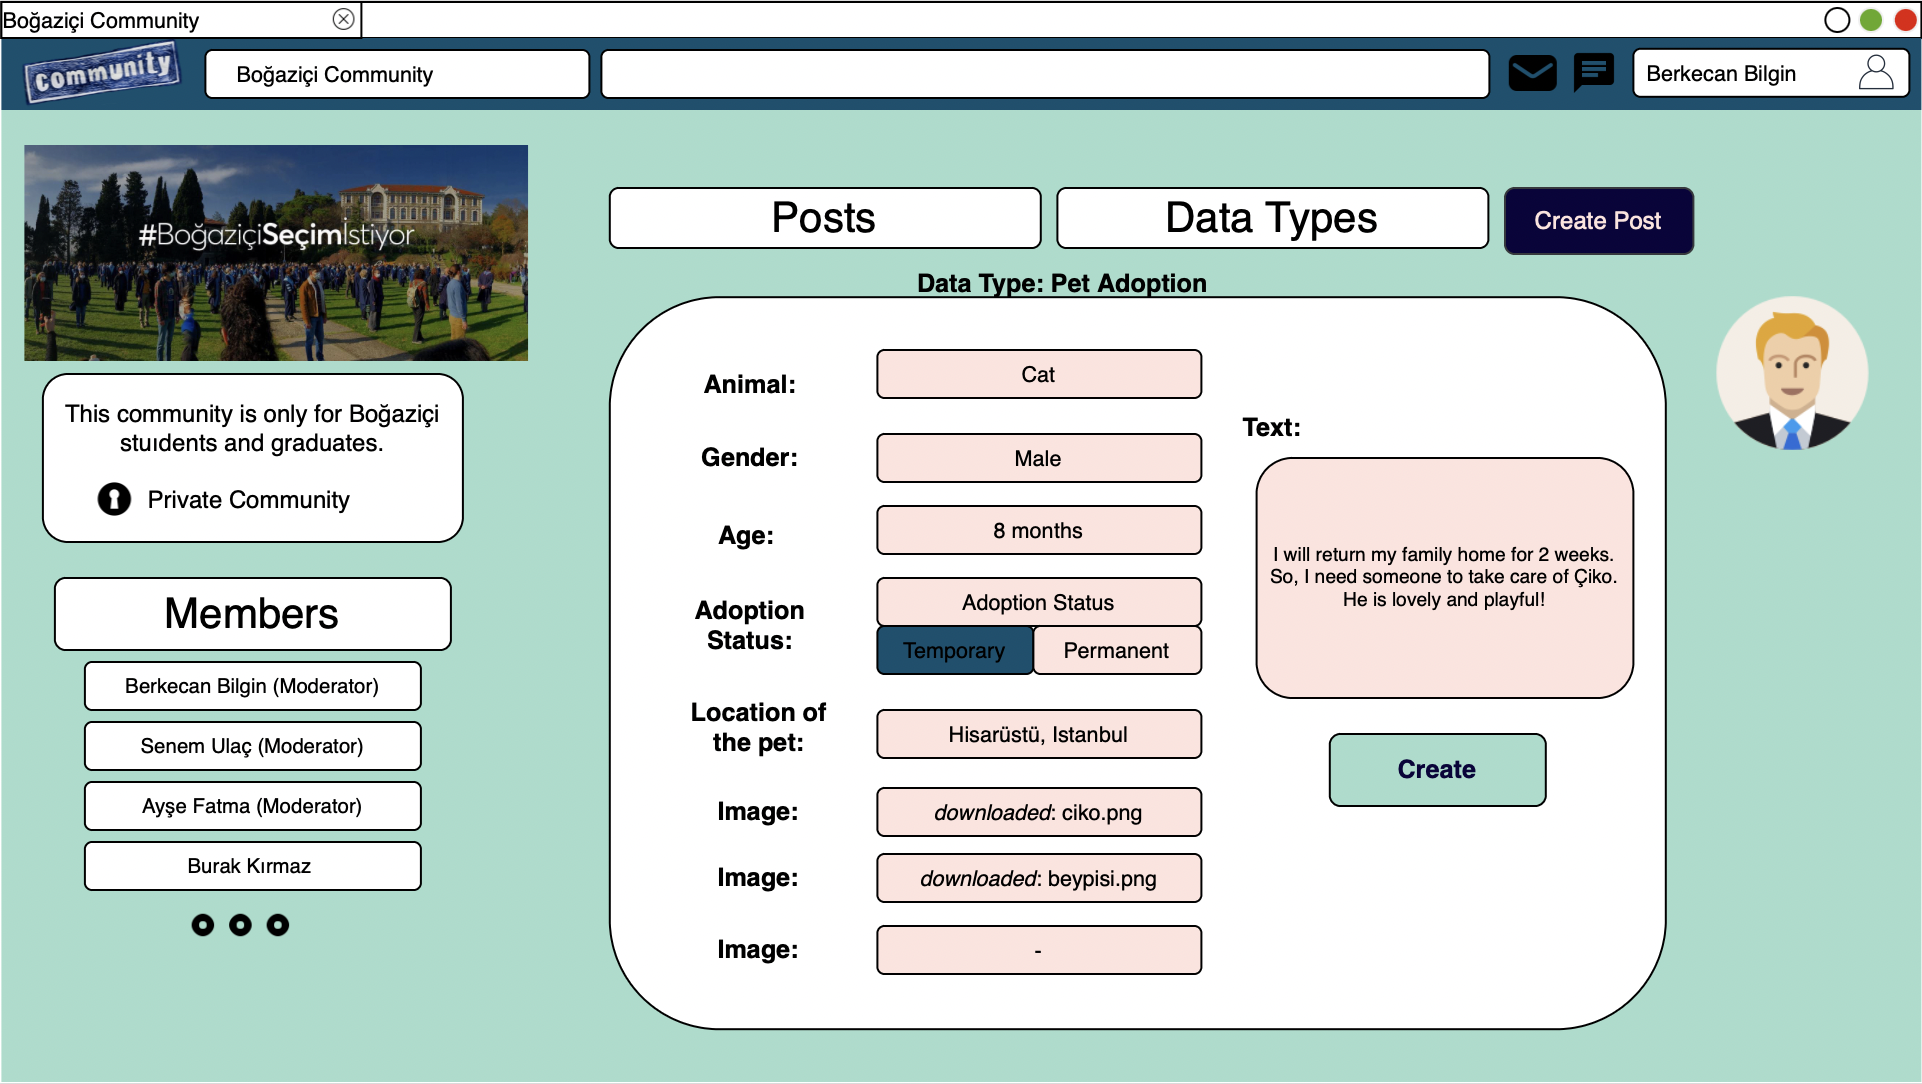 Boğaziçi Community
community
Boğaziçi Community
Berkecan Bilgin
#BoğaziçiSeçimİstiyor
This community is only for Boğaziçi
stuıdents and graduates.
Private Community
Members
Berkecan Bilgin (Moderator)
Senem Ulaç (Moderator)
Ayşe Fatma (Moderator)
Burak Kırmaz
Posts
Data Types
Create Post
Data Type: Pet Adoption
Animal:
Cat
Gender:
Male
Age:
8 months
Adoption
Status:
Adoption Status
Temporary
Permanent
Location of
the pet:
Hisarüstü, Istanbul
Image:
downloaded: ciko.png
Image:
downloaded: beypisi.png
Image:
-
Text:
I will return my family home for 2 weeks.
So, I need someone to take care of Çiko.
He is lovely and playful!
Create